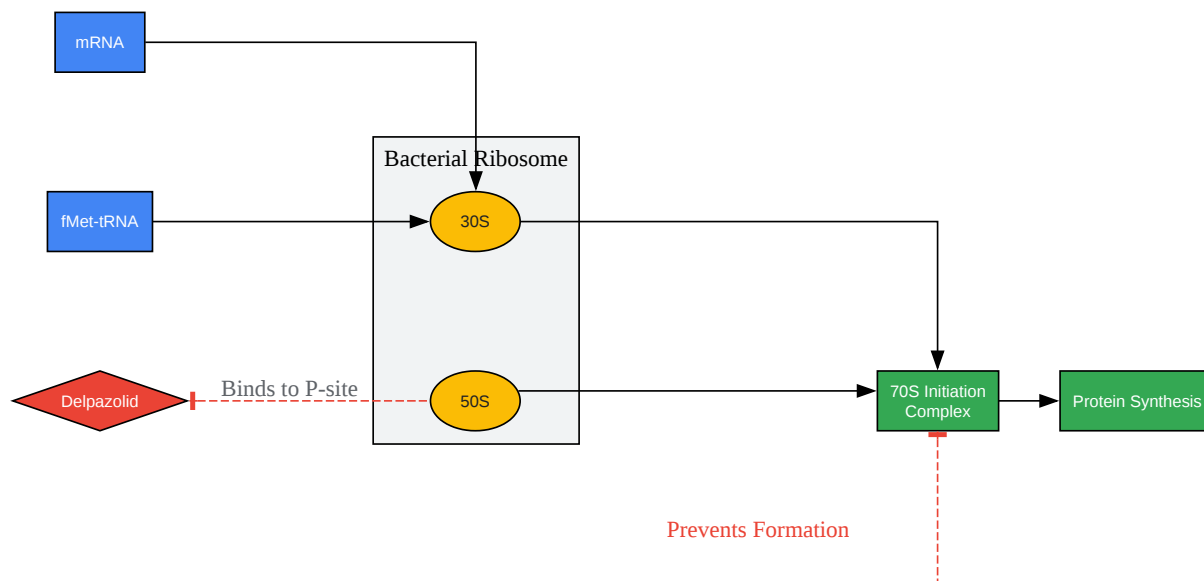 mRNA
Bacterial Ribosome
fMet-tRNA
30S
Delpazolid
Binds to P-site
50S
70S Initiation
Complex
Protein Synthesis
Prevents Formation